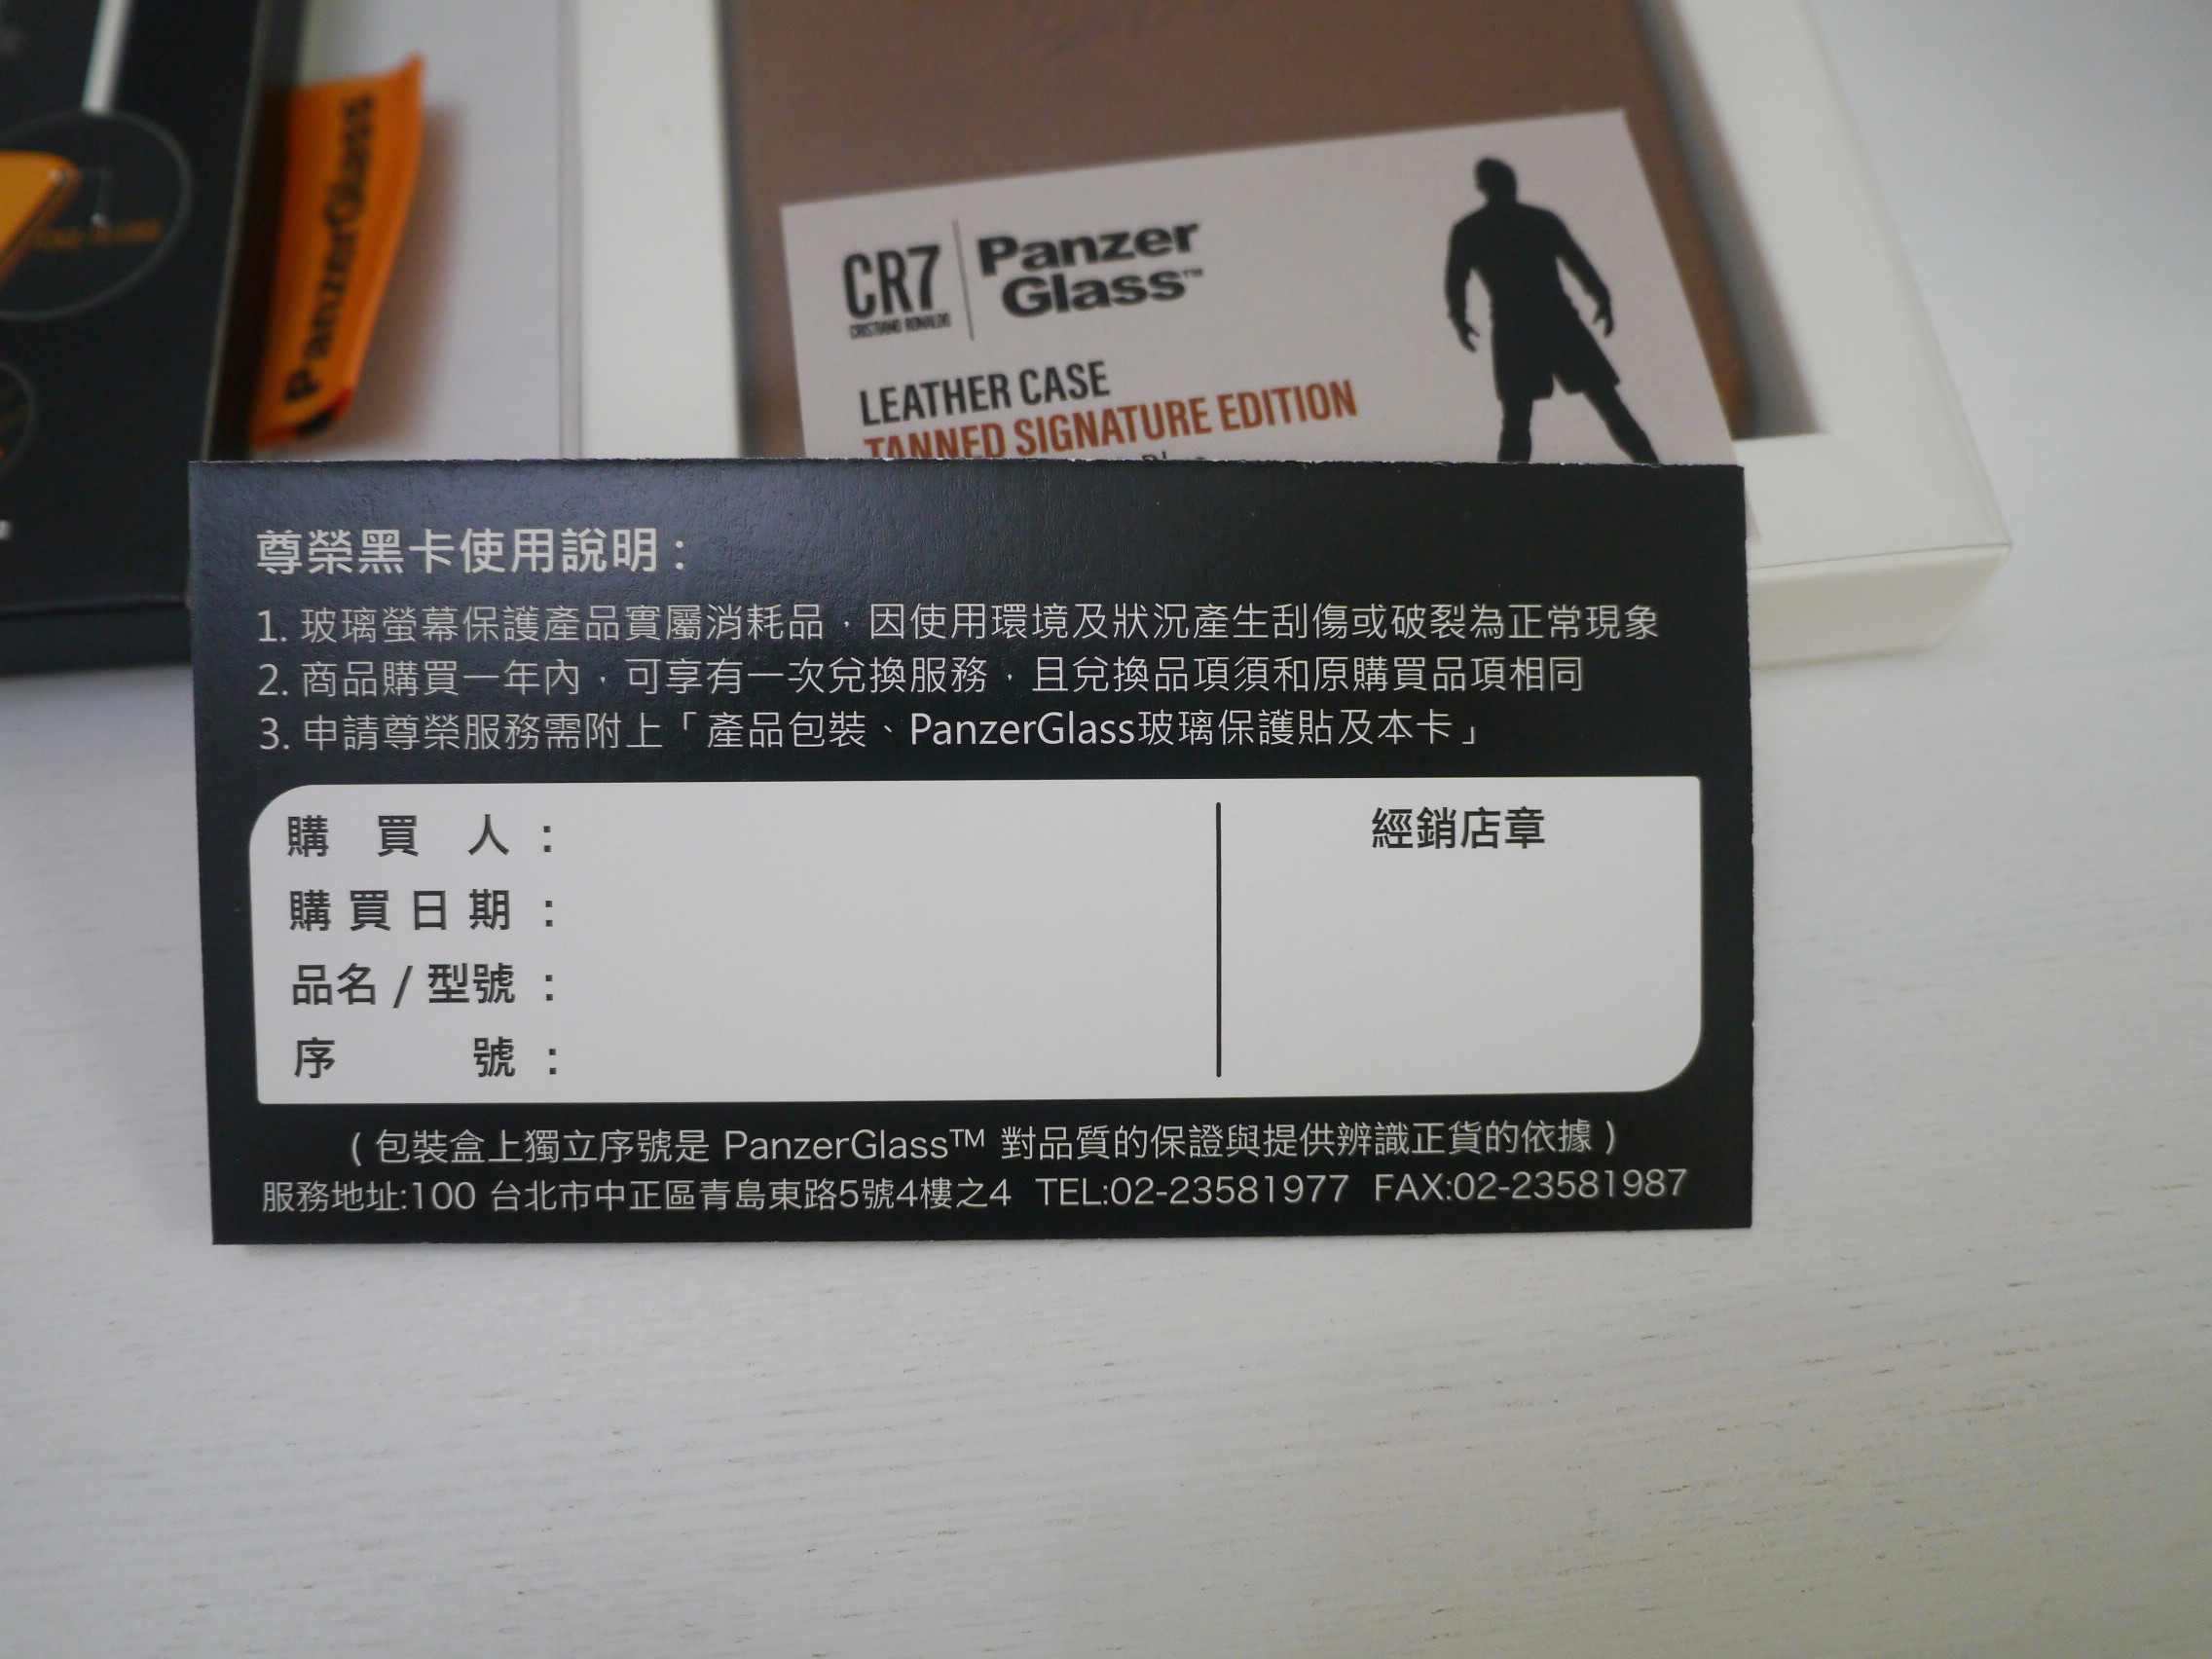 PanzerGlass
CR7
CRISTIANO RONALDO
Panzer
Glass™
LEATHER CASE
TANNED SIGNATURE EDITION
尊榮黑卡使用說明：
1. 玻璃螢幕保護產品實屬消耗品，因使用環境及狀況產生刮傷或破裂為正常現象
2. 商品購買一年內，可享有一次兌換服務，且兌換品項須和原購買品項相同
3. 申請尊榮服務需附上「產品包裝、PanzerGlass玻璃保護貼及本卡」
購買人：
購買日期：
品名/型號：
序號：
經銷店章
(包裝盒上獨立序號是 PanzerGlass™ 對品質的保證與提供辨識正貨的依據)
服務地址:100 台北市中正區青島東路5號4樓之4 TEL:02-23581977 FAX:02-23581987